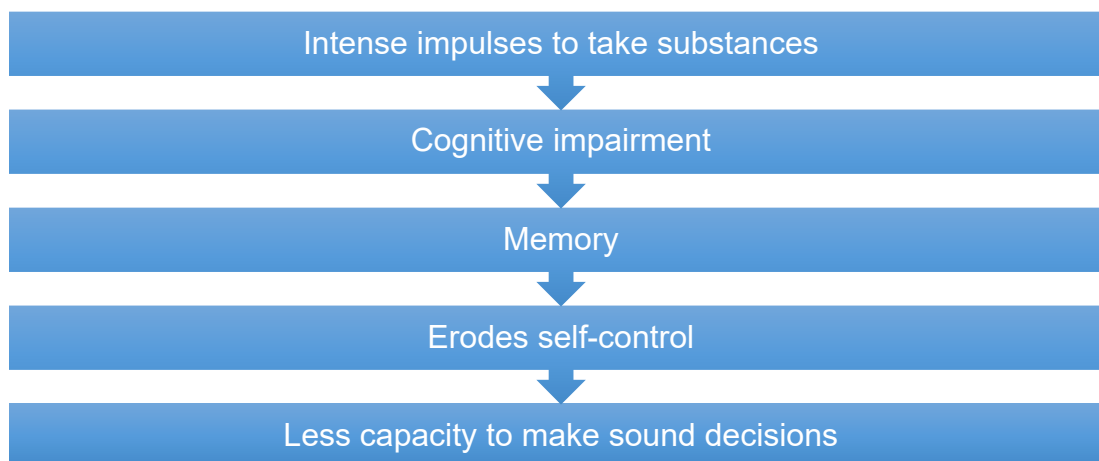 Intense impulses to take substances
Cognitive impairment
Memory
Erodes self-control
Less capacity to make sound decisions